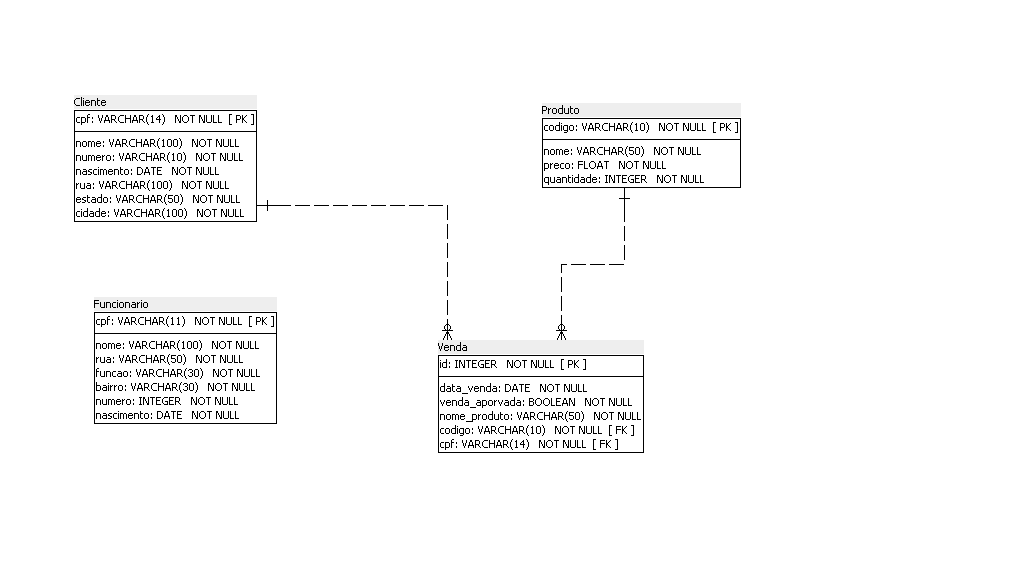 Cliente
cpf: VARCHAR(14) NOT NULL [ PK ]
nome: VARCHAR(100) NOT NULL
numero: VARCHAR(10) NOT NULL
nascimento: DATE NOT NULL
rua: VARCHAR(100) NOT NULL
estado: VARCHAR(50) NOT NULL
cidade: VARCHAR(100) NOT NULL
Produto
codigo: VARCHAR(10) NOT NULL [ PK ]
nome: VARCHAR(50) NOT NULL
preco: FLOAT NOT NULL
quantidade: INTEGER NOT NULL
Funcionario
cpf: VARCHAR(11) NOT NULL [ PK ]
nome: VARCHAR(100) NOT NULL
rua: VARCHAR(50) NOT NULL
funcao: VARCHAR(30) NOT NULL
bairro: VARCHAR(30) NOT NULL
numero: INTEGER NOT NULL
nascimento: DATE NOT NULL
Venda
id: INTEGER NOT NULL [ PK ]
data_venda: DATE NOT NULL
venda_aporvada: BOOLEAN NOT NULL
nome_produto: VARCHAR(50) NOT NULL
codigo: VARCHAR(10) NOT NULL [ FK ]
cpf: VARCHAR(14) NOT NULL [ FK ]